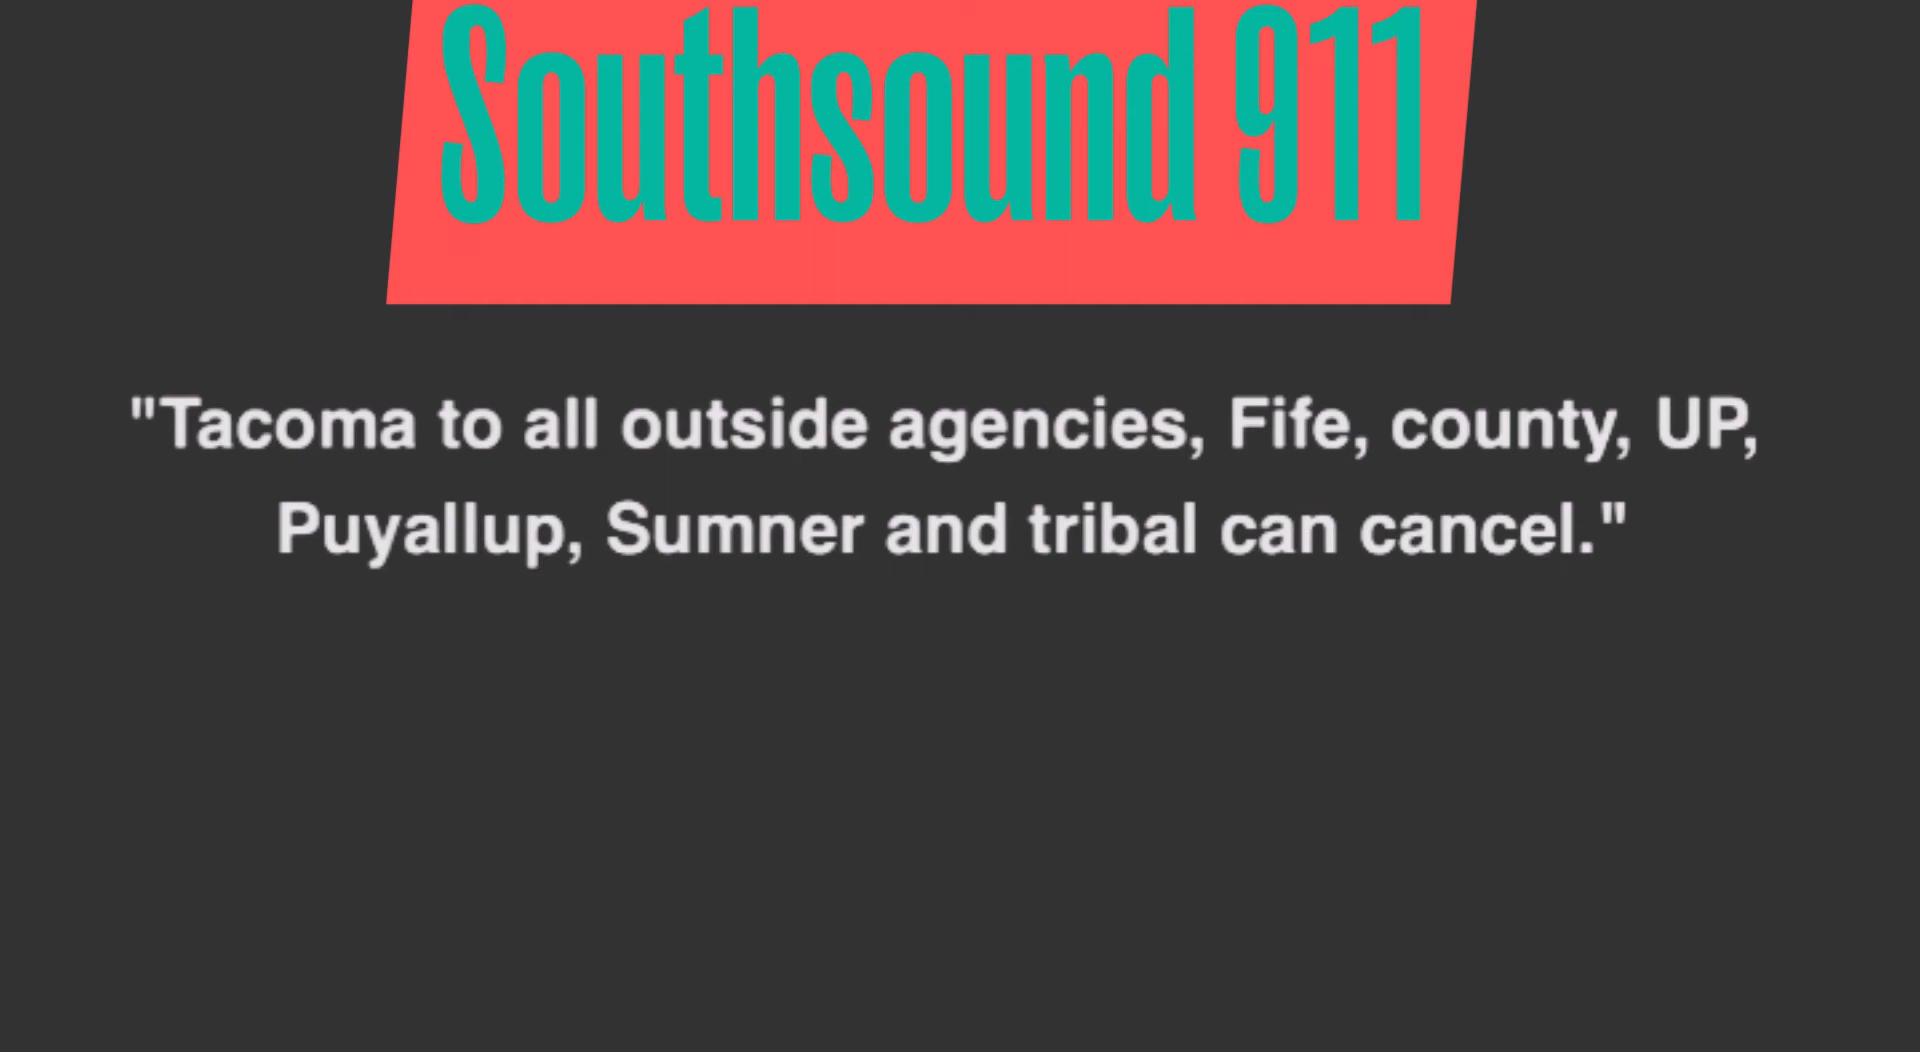 Southsound 911
"Tacoma to all outside agencies, Fife, county, UP,
Puyallup, Sumner and tribal can cancel."